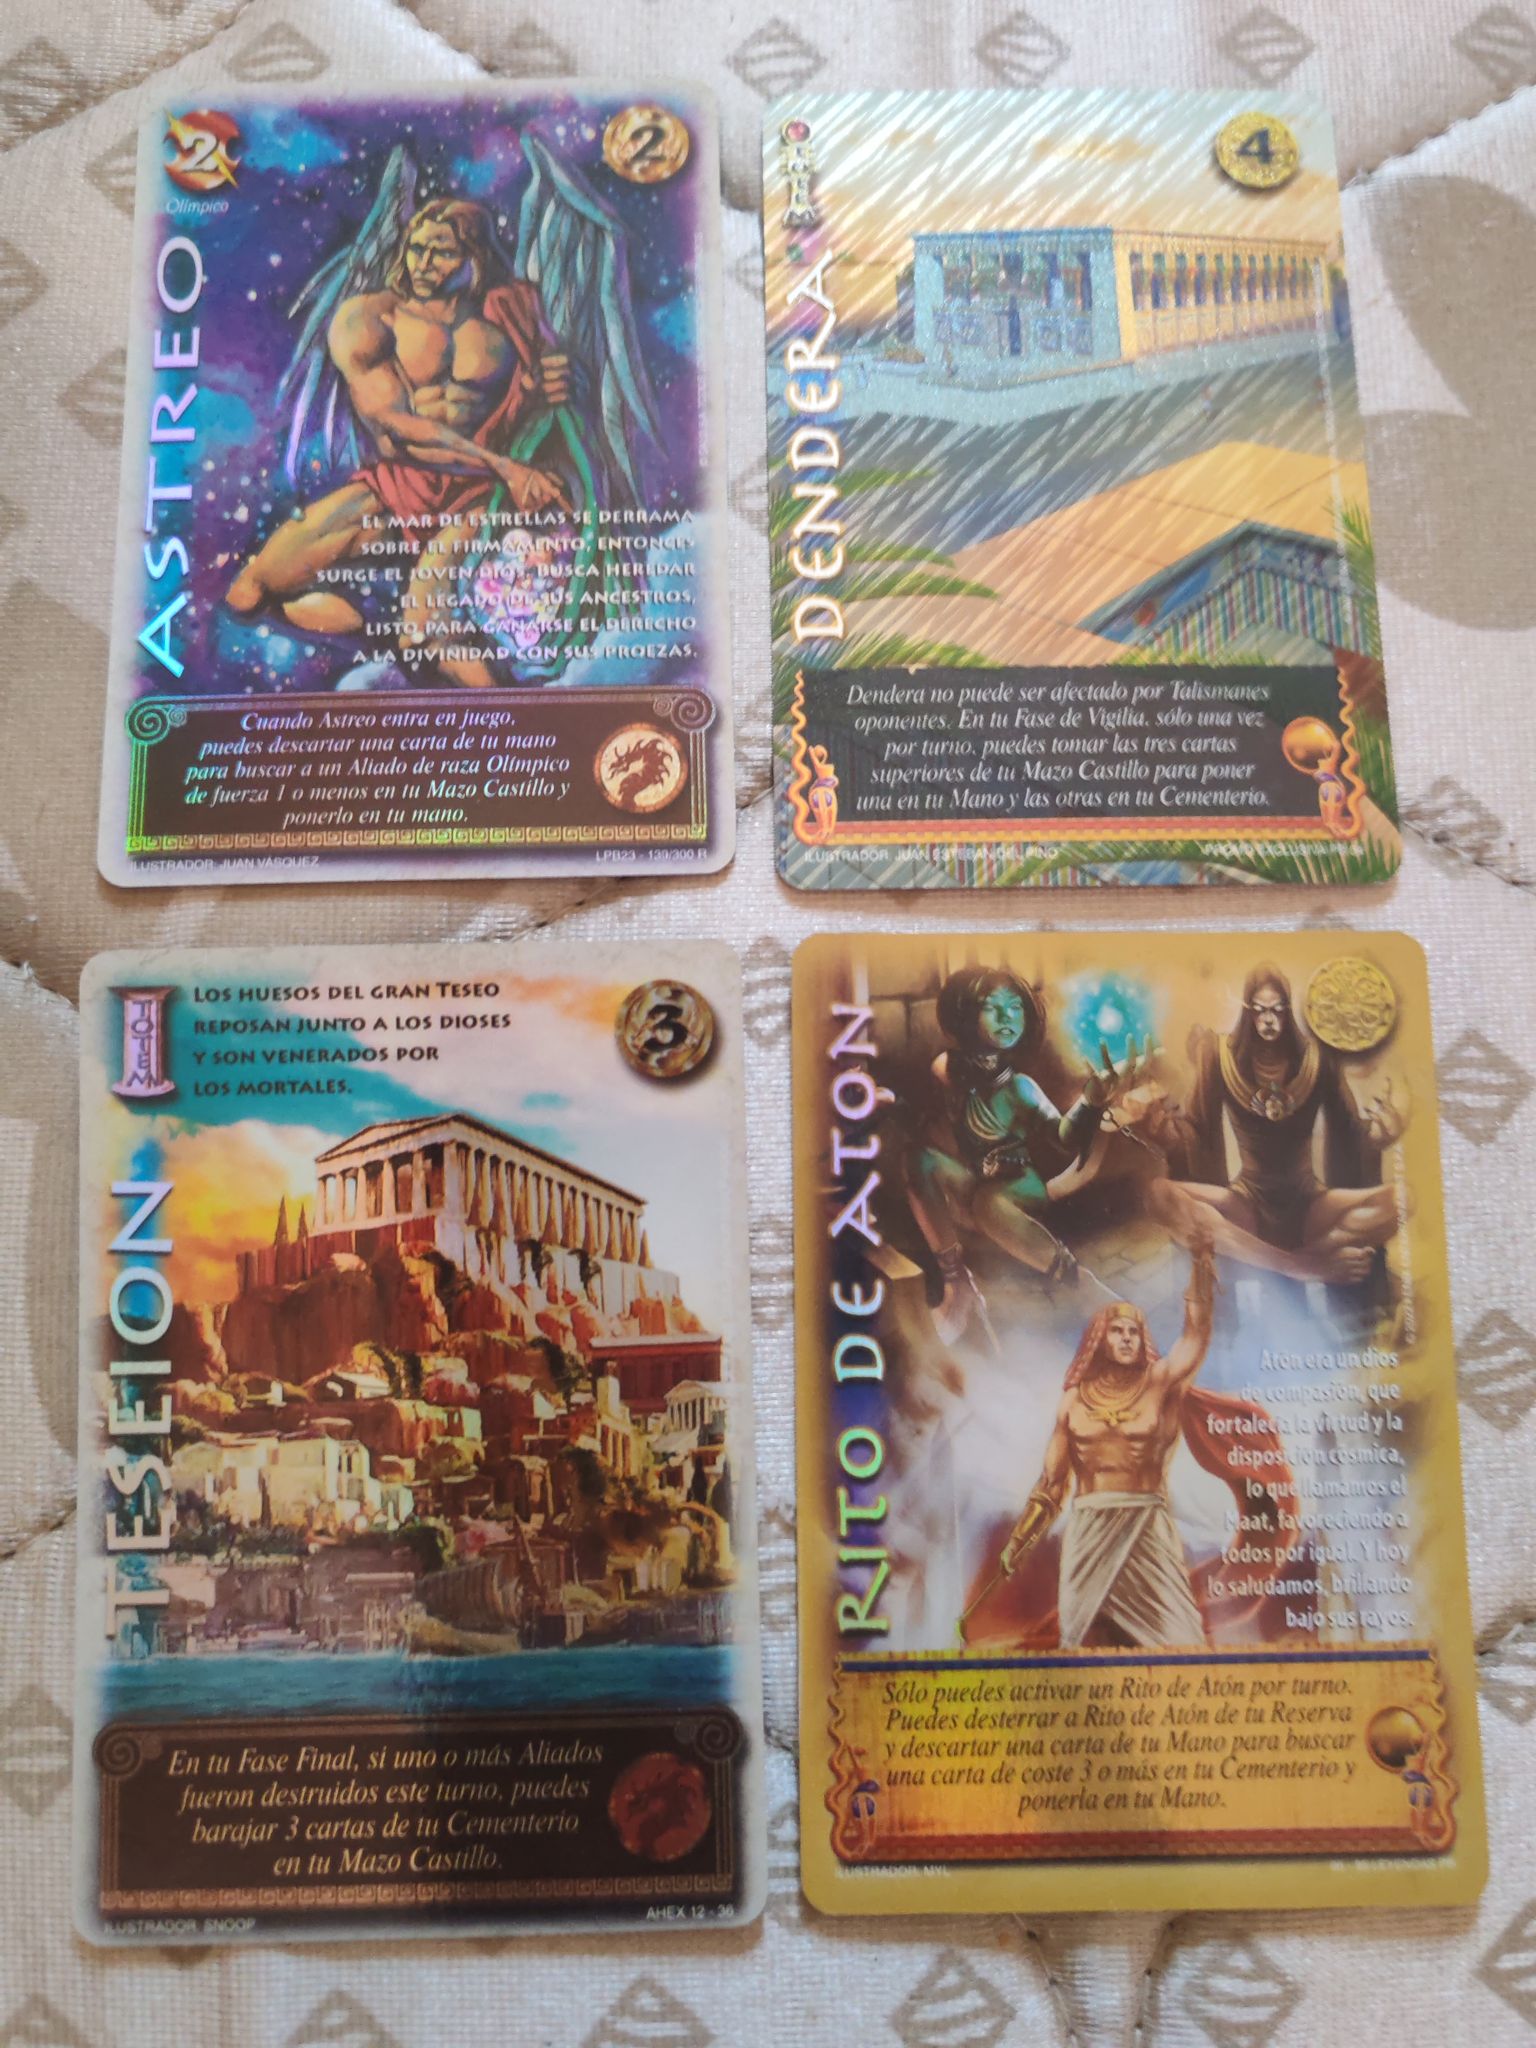 2
2
Olímpico
ASTREO
EL MAR DE ESTRELLAS SE DERRAMA
SOBRE EL FIRMAMENTO, ENTONCES
SURGE EL JOVEN DIOS, BUSCA HEREDAR
EL LEGADO DE SUS ANCESTROS,
LISTO PARA GANARSE EL DERECHO
A LA DIVINIDAD CON SUS PROEZAS.
Cuando Astreo entra en juego,
puedes descartar una carta de tu mano
para buscar a un Aliado de raza Olímpico
de fuerza 1 o menos en tu Mazo Castillo y
ponerlo en tu mano.
ILUSTRADOR: JUAN VÁSQUEZ
LPB23 - 139/300 R
4
DENDERA
Dendera no puede ser afectado por Talismanes
oponentes. En tu Fase de Vigilia, sólo una vez
por turno, puedes tomar las tres cartas
superiores de tu Mazo Castillo para poner
una en tu Mano y las otras en tu Cementerio.
ILUSTRADOR: JUAN ESTEBAN DEL PINO
PROMO EXCLUSIVA
TOTEM
LOS HUESOS DEL GRAN TESEO
REPOSAN JUNTO A LOS DIOSES
Y SON VENERADOS POR
LOS MORTALES.
3
TESEION
En tu Fase Final, si uno o más Aliados
fueron destruidos este turno, puedes
barajar 3 cartas de tu Cementerio
en tu Mazo Castillo.
ILUSTRADOR: SNOOP
AHEX 12 - 36
RITO DE ATON
Atón era un dios
de compasión, que
fortalecía la virtud y la
disposición cósmica,
lo que llamamos el
Maat, favoreciendo a
todos por igual. Y hoy
lo saludamos, brillando
bajo sus rayos.
Sólo puedes activar un Rito de Atón por turno.
Puedes desterrar a Rito de Atón de tu Reserva
y descartar una carta de tu Mano para buscar
una carta de coste 3 o más en tu Cementerio y
ponerla en tu Mano.
ILUSTRADOR: MYL